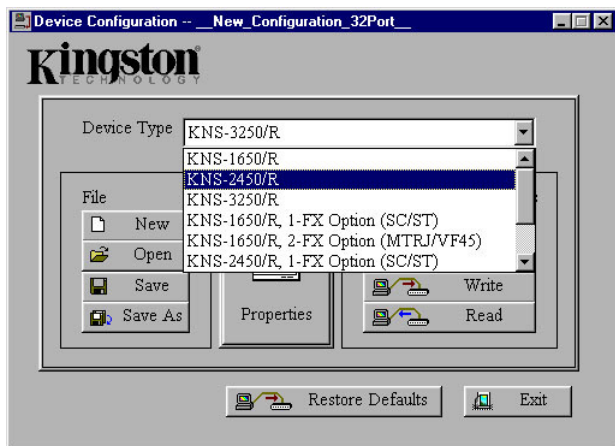 Device Configuration -- __New_Configuration_32Port__
Kingston
TECHNOLOGY
Device Type KNS-3250/R
KNS-1650/R
KNS-2450/R
KNS-3250/R
KNS-1650/R, 1-FX Option (SC/ST)
KNS-1650/R, 2-FX Option (MTRJ/VF45)
KNS-2450/R, 1-FX Option (SC/ST)
File
New
Open
Save
Save As
Properties
Write
Read
Restore Defaults
Exit